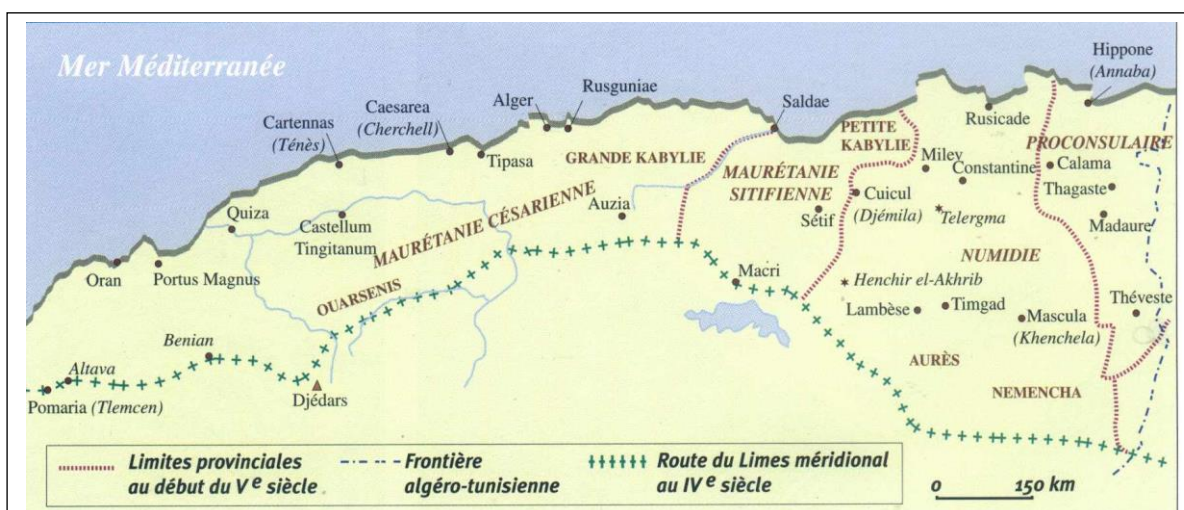 Mer Méditerranée
Hippone
(Annaba)
Rusguniae
Alger
Saldae
Caesarea
(Cherchell)
Cartennas
(Ténès)
Tipasa
GRANDE KABYLIE
PETITE
KABYLIE
Rusicade
PROCONSULAIRE
Milev
Constantine
Calama
MAURÉTANIE
SITIFIENNE
Thagaste
Cuicul
(Djémila)
Telergma
Quiza
Castellum
Tingitanum
MAURÉTANIE CÉSARIENNE
Auzia
Sétif
Madaure
NUMIDIE
Oran
Portus Magnus
OUARSENIS
Macri
Henchir el-Akhrib
Lambèse
Timgad
Mascula
(Khenchela)
Théveste
Benian
Altava
Pomaria (Tlemcen)
Djédars
AURÈS
NEMENCHA
Limites provinciales
au début du Ve siècle
Frontière
algéro-tunisienne
Route du Limes méridional
au IVe siècle
0 150 km